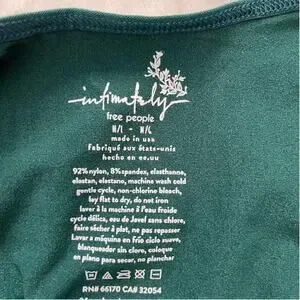 intimately
free people
M/L - M/G
made in usa
Fabriqué aux états-unis
hecho en ee.uu
92% nylon, 8% spandex, elasthanne,
elastan, elastano, machine wash cold
gentle cycle, non-chlorine bleach,
lay flat to dry, do not iron
laver à la machine à l'eau froide
cycle délica, eau de Javel sans chlore,
faire sécher à plat, ne pas repasser
Lavar a máquina en frío ciclo suave,
blanqueador sin cloro, coloque
en plano para secar, no planchar
RN# 66170 CA# 32054